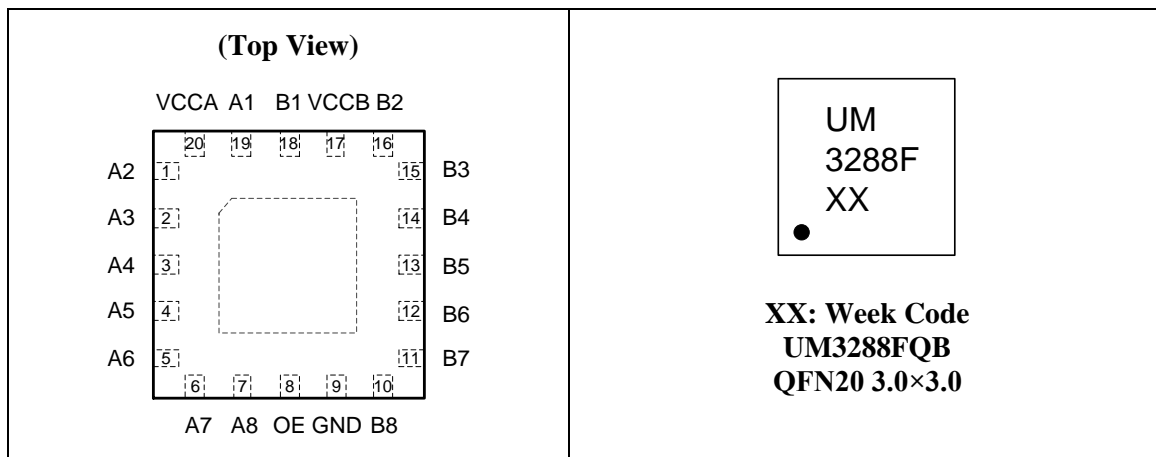 (Top View)
VCCA A1 B1 VCCB B2
20 19 18 17 16
A2 1 15 B3
A3 2 14 B4
A4 3 13 B5
A5 4 12 B6
A6 5 11 B7
6 7 8 9 10
A7 A8 OE GND B8
UM
3288F
XX
XX: Week Code
UM3288FQB
QFN20 3.0×3.0